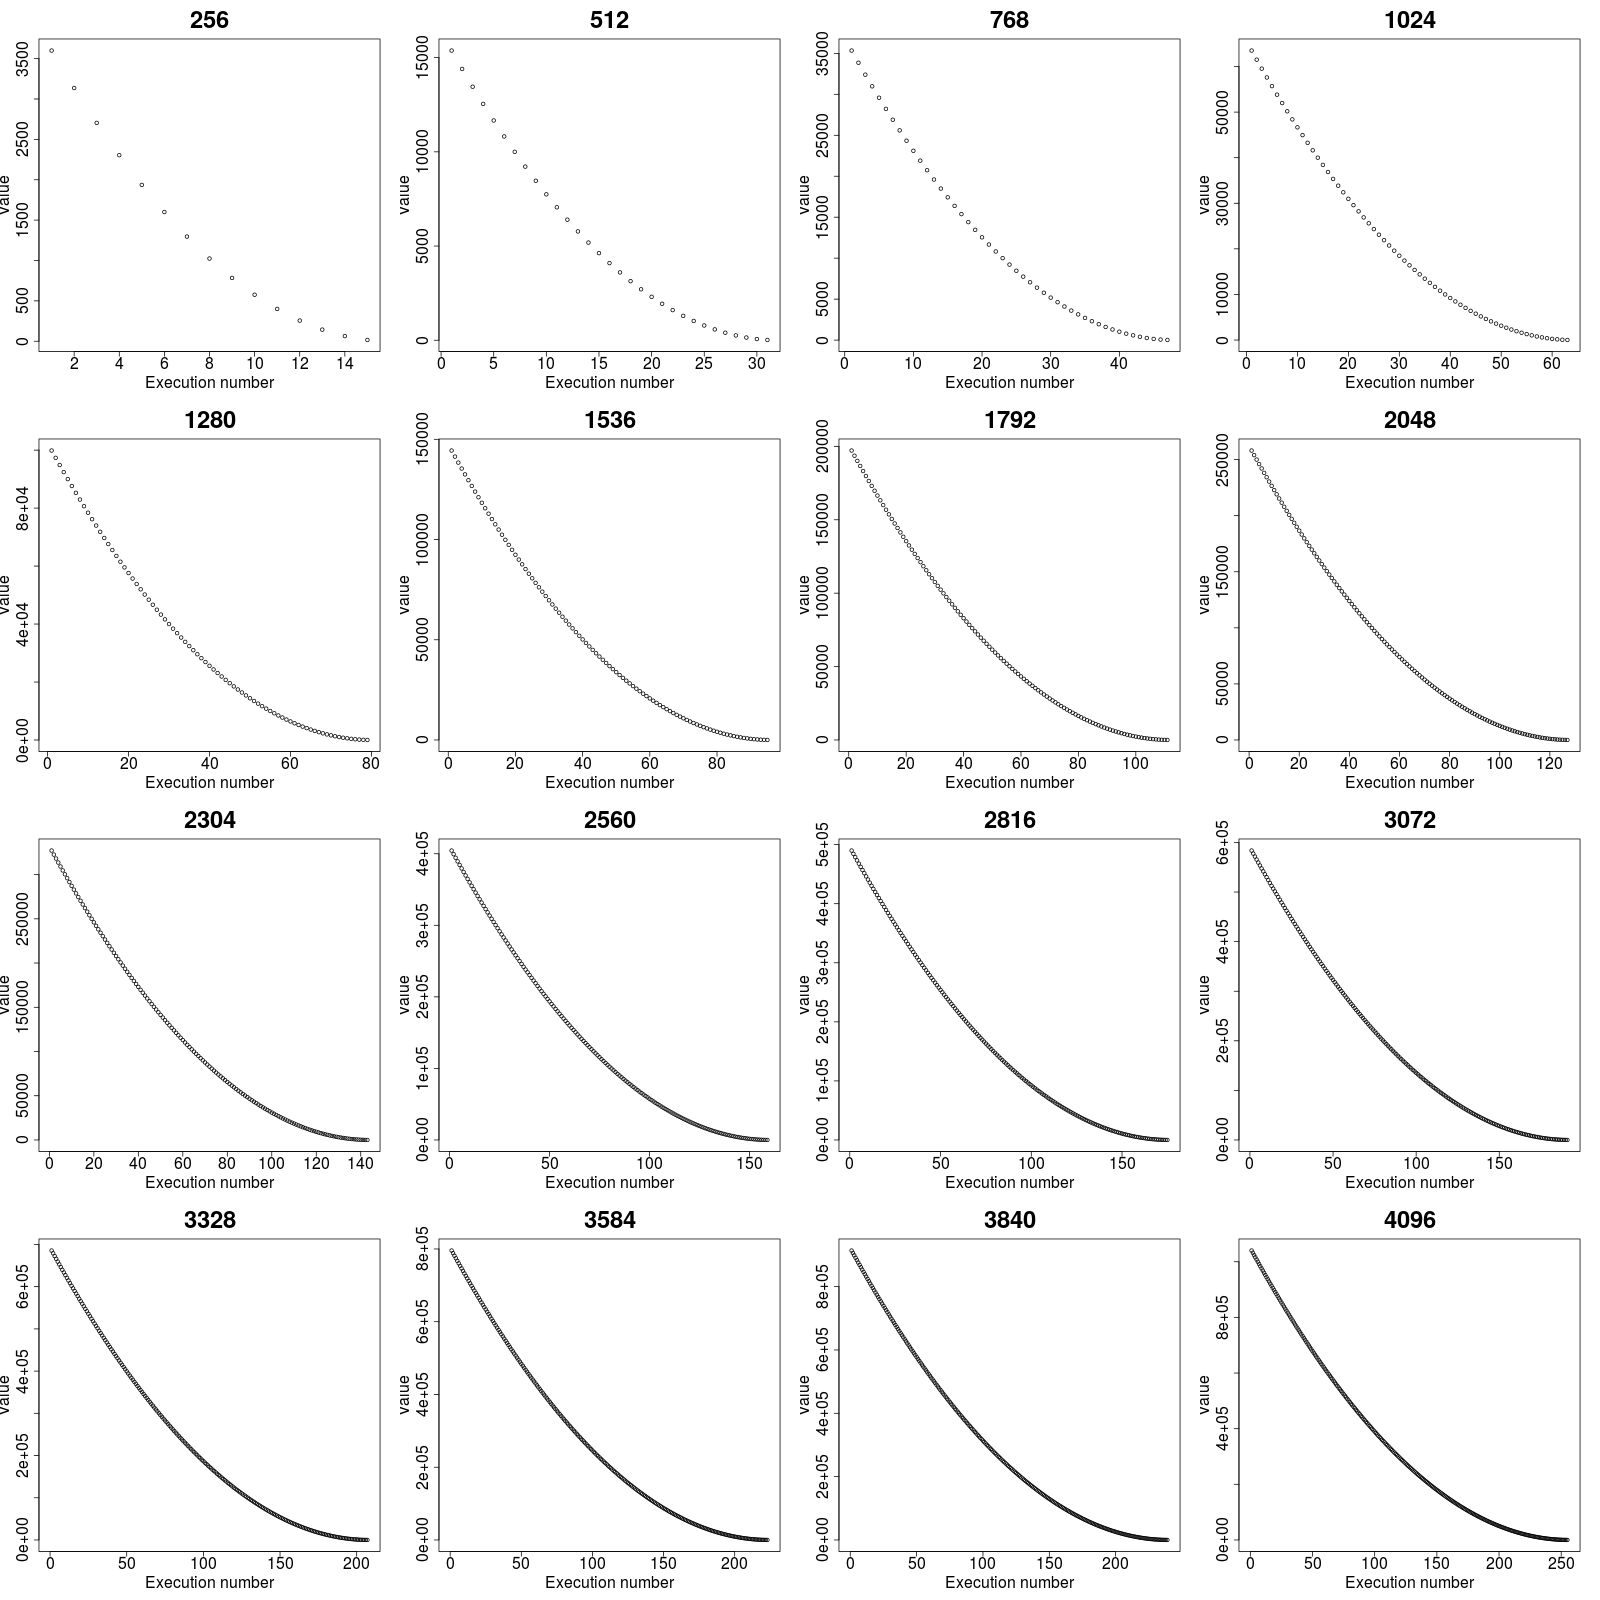 256
512
768
1024
value
3500
2500
1500
500
0
2 4 6 8 10 12 14
Execution number
value
15000
10000
5000
0
0 5 10 15 20 25 30
Execution number
value
35000
25000
15000
5000
0
0 10 20 30 40
Execution number
value
50000
30000
10000
0
0 10 20 30 40 50 60
Execution number
1280
1536
1792
2048
value
8e+04
4e+04
0e+00
0 20 40 60 80
Execution number
value
150000
100000
50000
0
0 20 40 60 80
Execution number
value
200000
150000
100000
50000
0
0 20 40 60 80 100
Execution number
value
250000
150000
50000
0
0 20 40 60 80 100 120
Execution number
2304
2560
2816
3072
value
250000
150000
50000
0
0 20 40 60 80 100 120 140
Execution number
value
4e+05
3e+05
2e+05
1e+05
0e+00
0 50 100 150
Execution number
value
5e+05
4e+05
3e+05
2e+05
1e+05
0e+00
0 50 100 150
Execution number
value
6e+05
4e+05
2e+05
0e+00
0 50 100 150
Execution number
3328
3584
3840
4096
value
6e+05
4e+05
2e+05
0e+00
0 50 100 150 200
Execution number
value
8e+05
6e+05
4e+05
2e+05
0e+00
0 50 100 150 200
Execution number
value
8e+05
6e+05
4e+05
2e+05
0e+00
0 50 100 150 200
Execution number
value
8e+05
4e+05
0e+00
0 50 100 150 200 250
Execution number